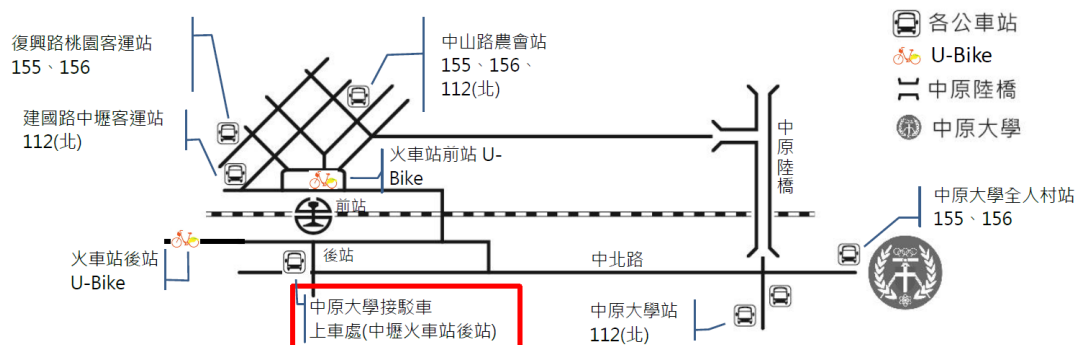 復興路桃園客運站
155、156
建國路中壢客運站
112(北)
中山路農會站
155、156、
112(北)
各公車站
U-Bike
中原陸橋
中原大學
火車站前站 U-
Bike
中原陸橋
前站
中原大學全人村站
155、156
火車站後站
U-Bike
後站
中北路
中原大學接駁車
上車處(中壢火車站後站)
中原大學站
112(北)